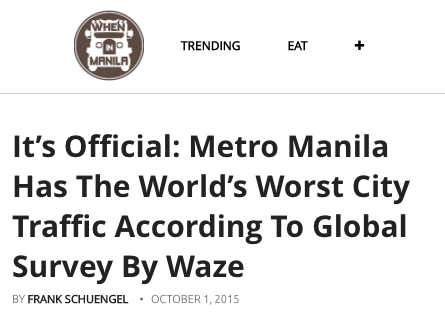 WHEN
IN
MANILA
TRENDING EAT +
It’s Official: Metro Manila
Has The World’s Worst City
Traffic According To Global
Survey By Waze
BY FRANK SCHUENGEL • OCTOBER 1, 2015